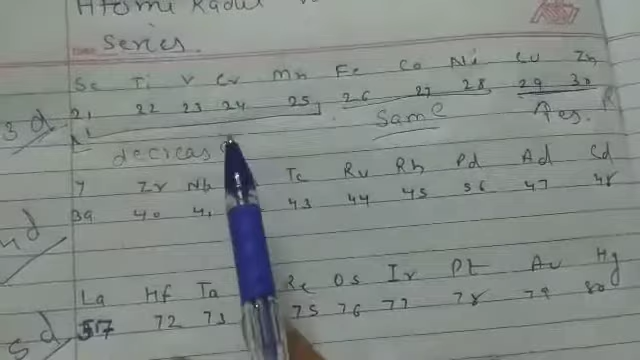 Atomic Radii
Series.
Sc Ti V Cr Mn Fe Co Ni Cu Zn
3d 21 22 23 24 25 26 27 28 29 30
decreas Same
Y Zr Nb Tc Ru Rh Pd Ad Cd
4d 39 40 41 43 44 45 56 47 48
La Hf Ta Re Os Ir Pt Au Hg
5d 57 72 73 75 76 77 78 79 80